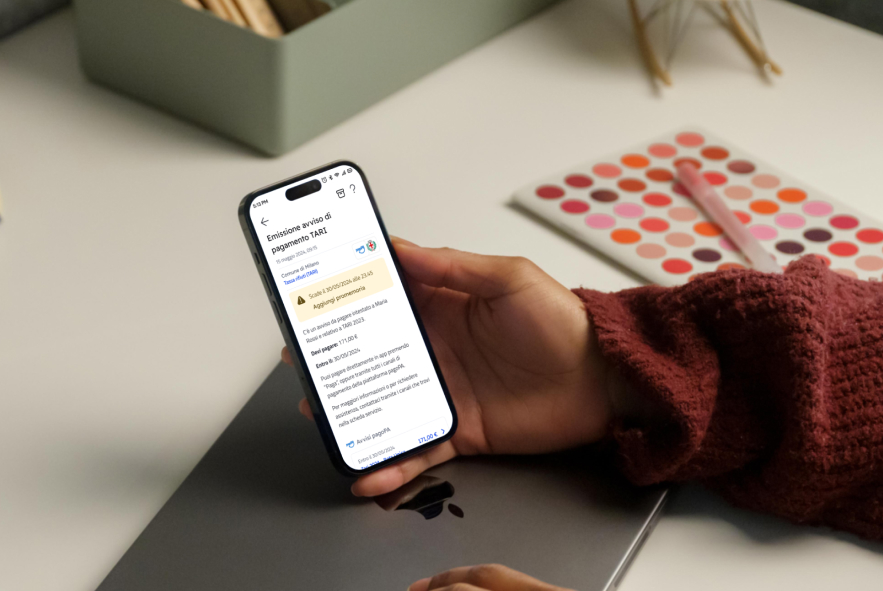 5:13 PM
Emissione avviso di
pagamento TARI
15 maggio 2024, 09:15
Comune di Milano
Tassa rifiuti (TARI)
Scade il 30/05/2024 alle 23:45
Aggiungi promemoria
C'è un avviso da pagare intestato a Maria
Rossi e relativo a TARI 2023.
Devi pagare: 171,00 €
Entro il: 30/05/2024
Puoi pagare direttamente in app premendo
"Paga", oppure tramite tutti i canali di
pagamento della piattaforma pagoPA.
Per maggiori informazioni o per richiedere
assistenza, contattaci tramite i canali che trovi
nella scheda servizio.
Avvisi pagoPA
Entro il 30/05/2024
171,00 €